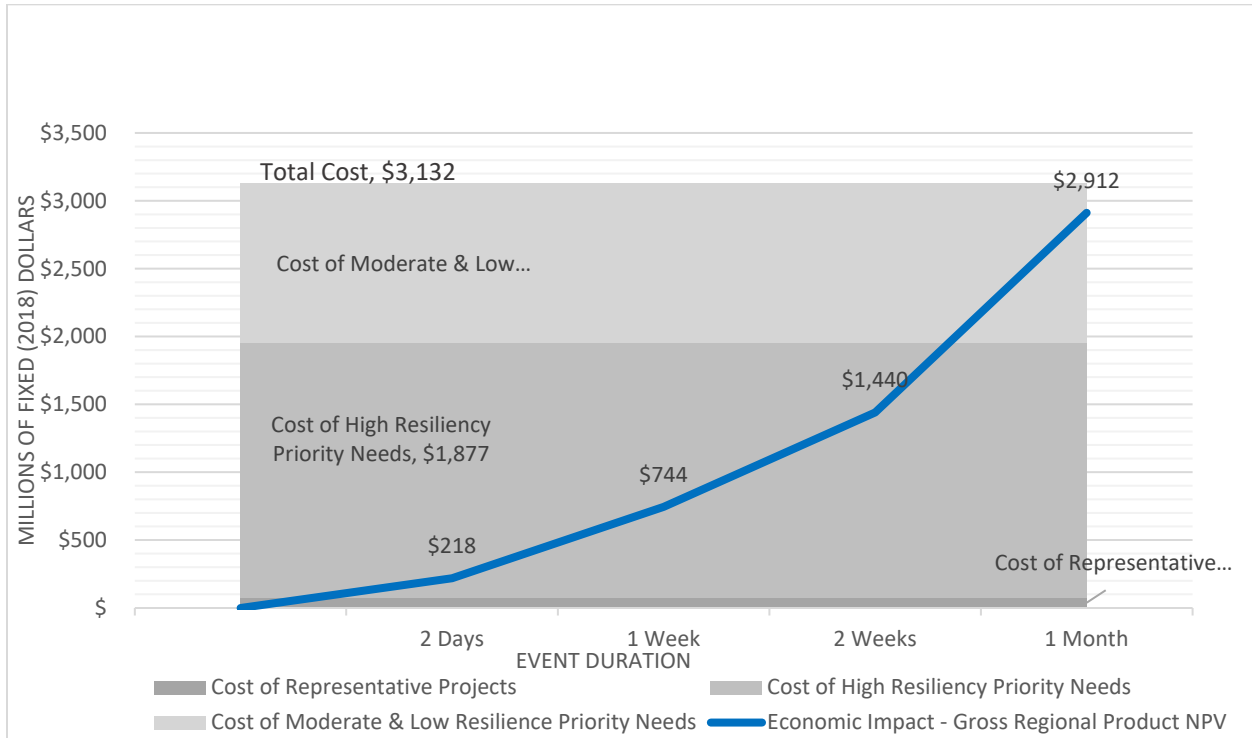 $3,500
$3,000
$2,500
$2,000
$1,500
$1,000
$500
$
MILLIONS OF FIXED (2018) DOLLARS
Total Cost, $3,132
Cost of Moderate & Low…
Cost of High Resiliency
Priority Needs, $1,877
$218
$744
$1,440
$2,912
Cost of Representative…
2 Days
1 Week
2 Weeks
1 Month
EVENT DURATION
Cost of Representative Projects
Cost of High Resiliency Priority Needs
Cost of Moderate & Low Resilience Priority Needs
Economic Impact - Gross Regional Product NPV